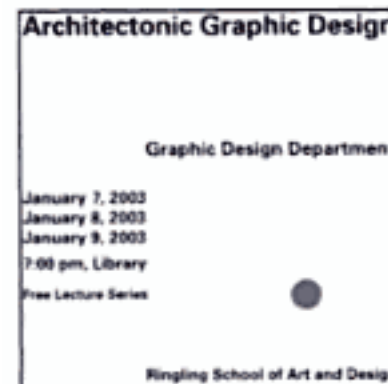 Architectonic Graphic Design
Graphic Design Departmen
January 7, 2003
January 8, 2003
January 9, 2003
7:00 pm, Library
Free Lecture Series
Ringling School of Art and Desig